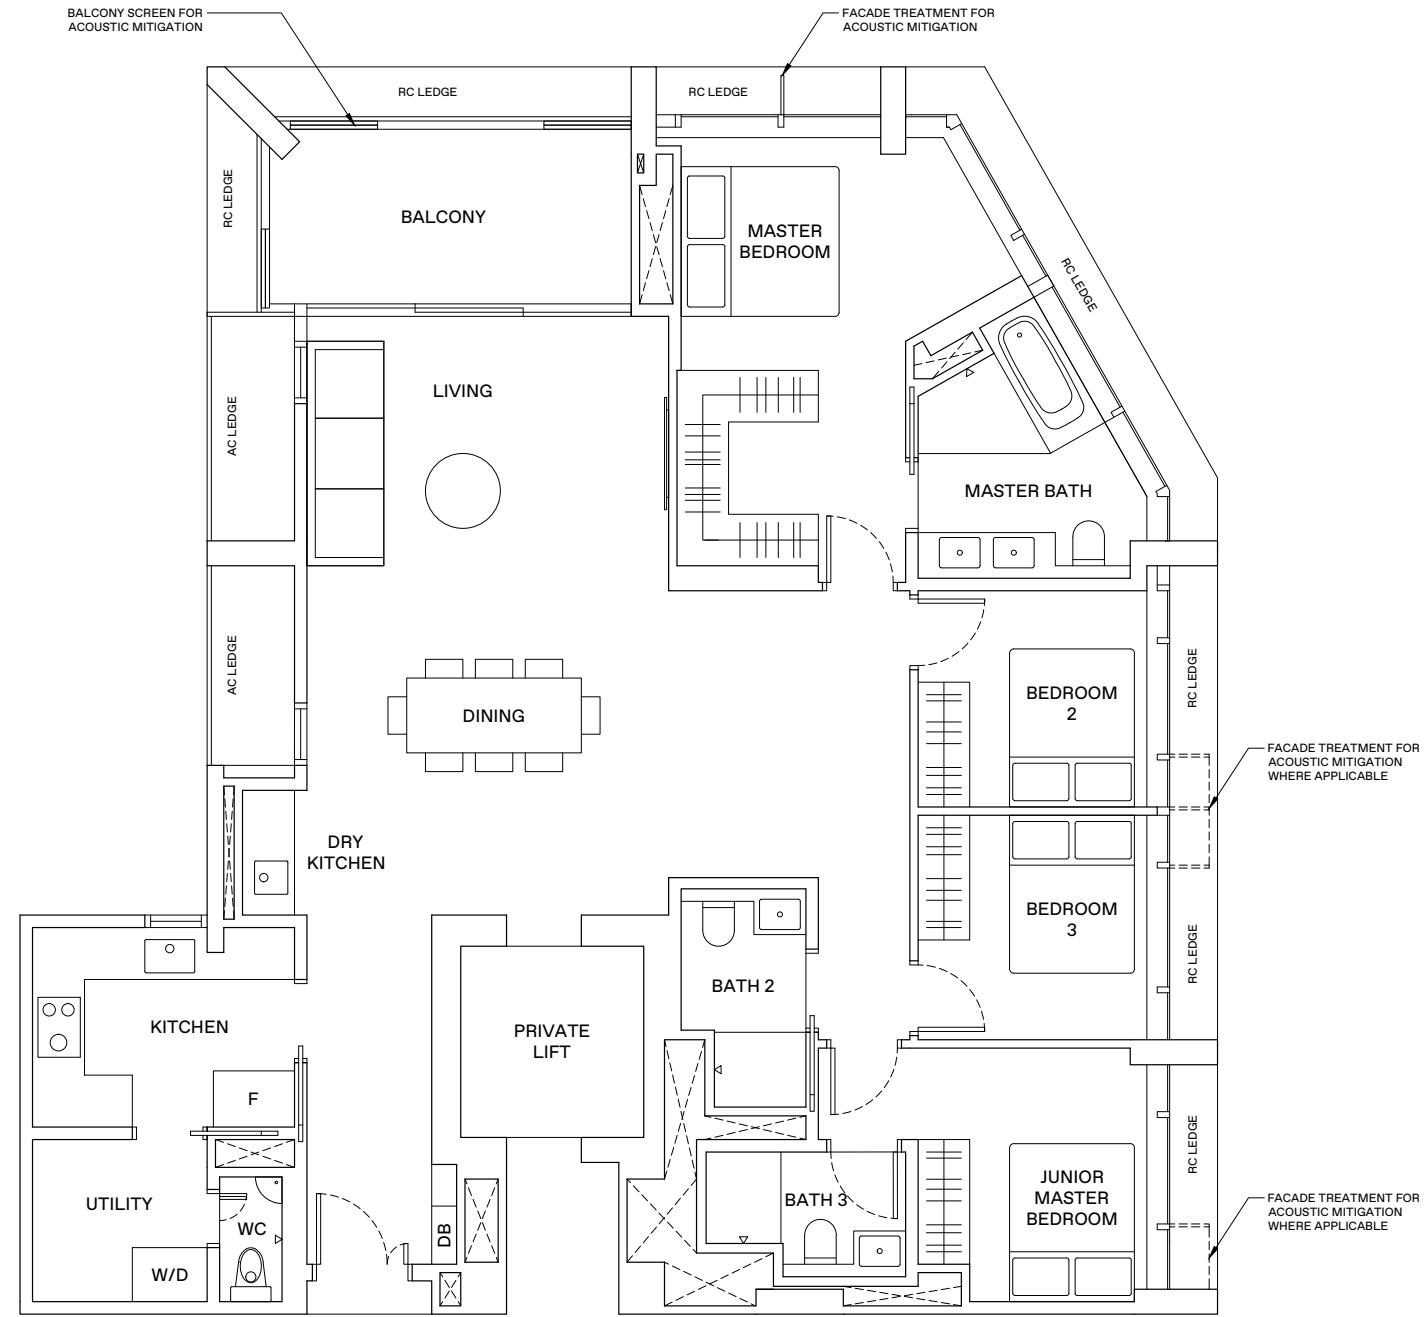 BALCONY SCREEN FOR
ACOUSTIC MITIGATION
FACADE TREATMENT FOR
ACOUSTIC MITIGATION
RC LEDGE
RC LEDGE
RC LEDGE
BALCONY
MASTER
BEDROOM
RC LEDGE
LIVING
AC LEDGE
MASTER BATH
AC LEDGE
RC LEDGE
BEDROOM
2
DINING
FACADE TREATMENT FOR
ACOUSTIC MITIGATION
WHERE APPLICABLE
DRY
KITCHEN
BEDROOM
3
RC LEDGE
BATH 2
KITCHEN
PRIVATE
LIFT
F
RC LEDGE
JUNIOR
MASTER
BEDROOM
UTILITY
BATH 3
WC
DB
W/D
FACADE TREATMENT FOR
ACOUSTIC MITIGATION
WHERE APPLICABLE